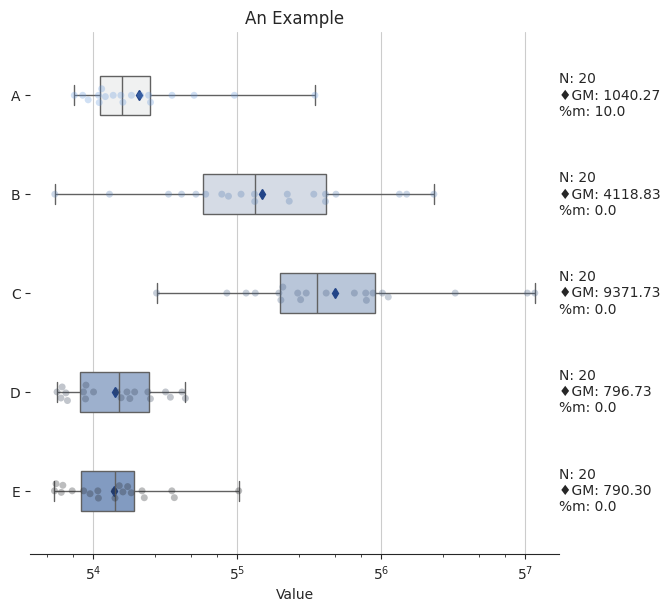 An Example
A
N: 20
♦GM: 1040.27
%m: 10.0
B
N: 20
♦GM: 4118.83
%m: 0.0
C
N: 20
♦GM: 9371.73
%m: 0.0
D
N: 20
♦GM: 796.73
%m: 0.0
E
N: 20
♦GM: 790.30
%m: 0.0
5⁴ 5⁵ 5⁶ 5⁷
Value